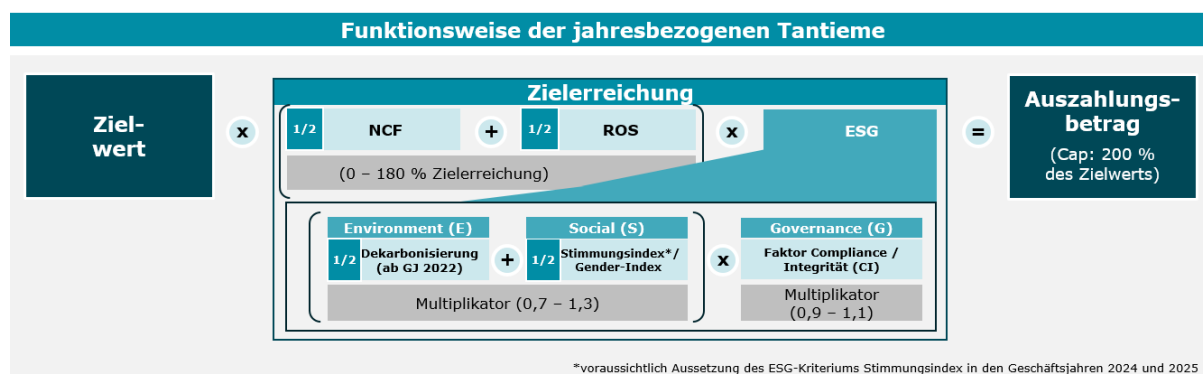 Funktionsweise der jahresbezogenen Tantieme
Ziel-
wert
x
Zielerreichung
1/2 NCF + 1/2 ROS
(0 – 180 % Zielerreichung)
x
ESG
Environment (E)
1/2 Dekarbonisierung
(ab GJ 2022)
+
Social (S)
1/2 Stimmungsindex*/
Gender-Index
Multiplikator (0,7 – 1,3)
x
Governance (G)
Faktor Compliance /
Integrität (CI)
Multiplikator
(0,9 – 1,1)
=
Auszahlungs-
betrag
(Cap: 200 %
des Zielwerts)
*voraussichtlich Aussetzung des ESG-Kriteriums Stimmungsindex in den Geschäftsjahren 2024 und 2025